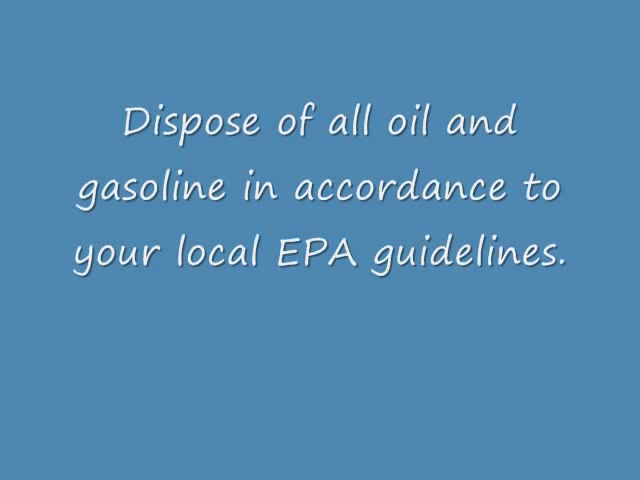 Dispose of all oil and
gasoline in accordance to
your local EPA guidelines.